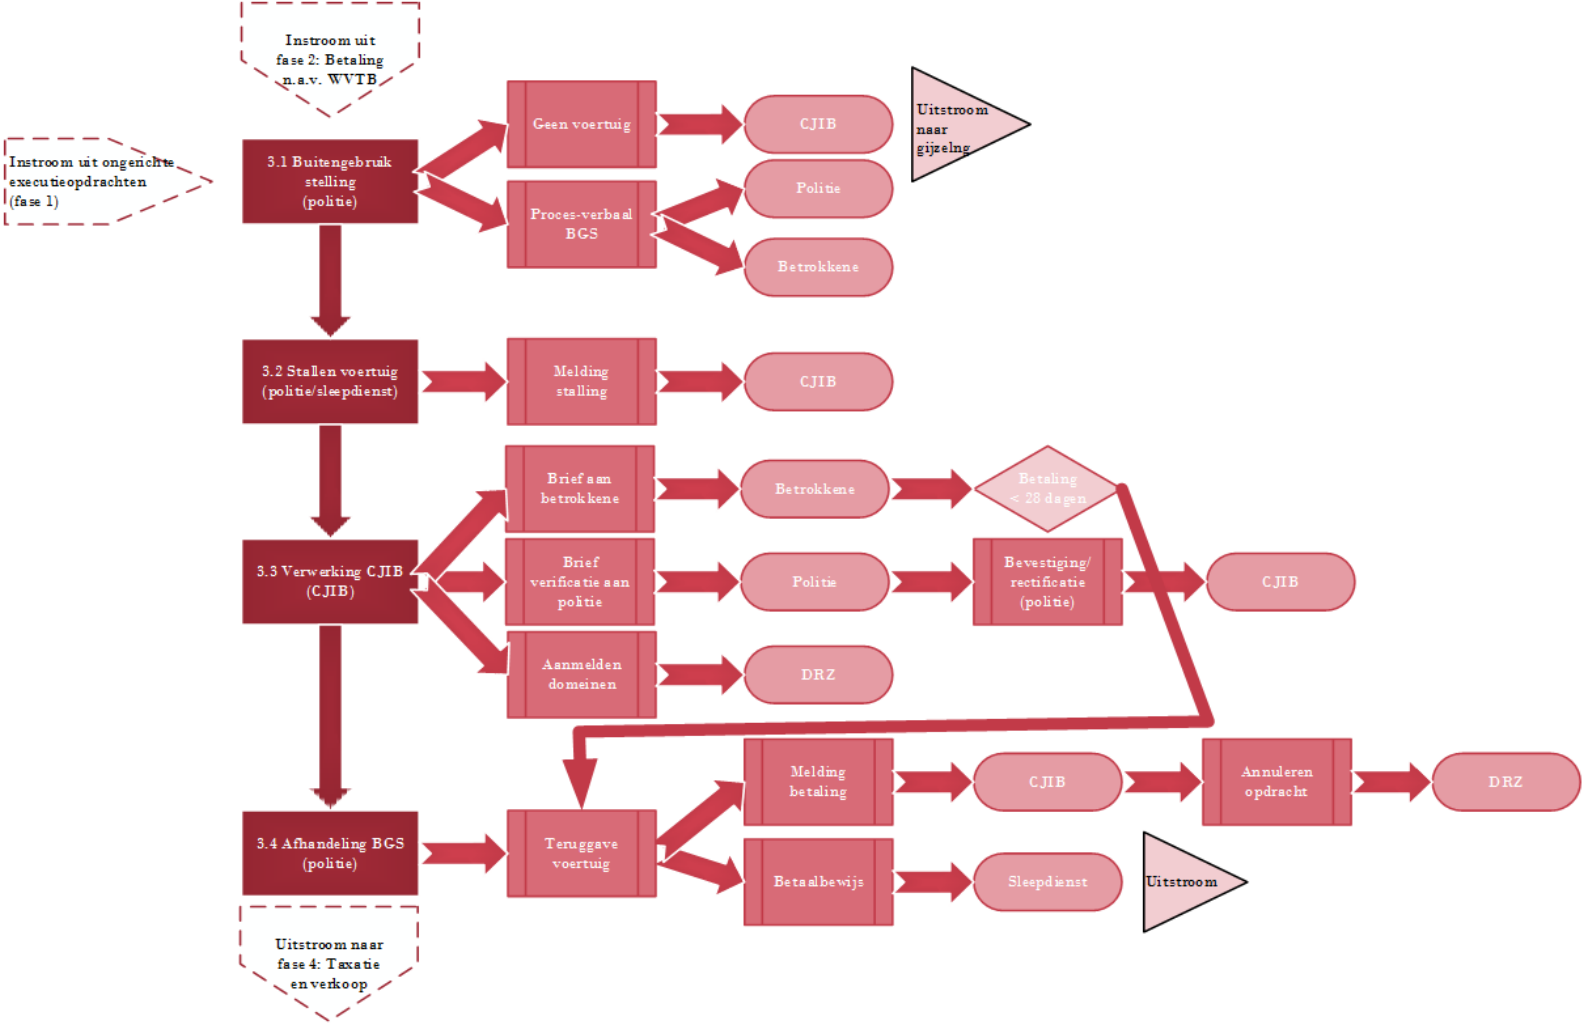 Instroom uit
fase 2: Betaling
n.a.v. WVTB
Instroom uit ongerichte
executieopdrachten
(fase 1)
3.1 Buitengebruik
stelling
(politie)
Geen voertuig
CJIB
Uitstroom
naar
gijzelng
Proces-verbaal
BGS
Politie
Betrokkene
3.2 Stallen voertuig
(politie/sleepdienst)
Melding
stalling
CJIB
3.3 Verwerking CJIB
(CJIB)
Brief aan
betrokkene
Betrokkene
Betaling
< 28 dagen
Brief
verificatie aan
politie
Politie
Bevestiging/
rectificatie
(politie)
CJIB
Aanmelden
domeinen
DRZ
3.4 Afhandeling BGS
(politie)
Teruggave
voertuig
Melding
betaling
CJIB
Annuleren
opdracht
DRZ
Betaalbewijs
Sleepdienst
Uitstroom
Uitstroom naar
fase 4: Taxatie
en verkoop